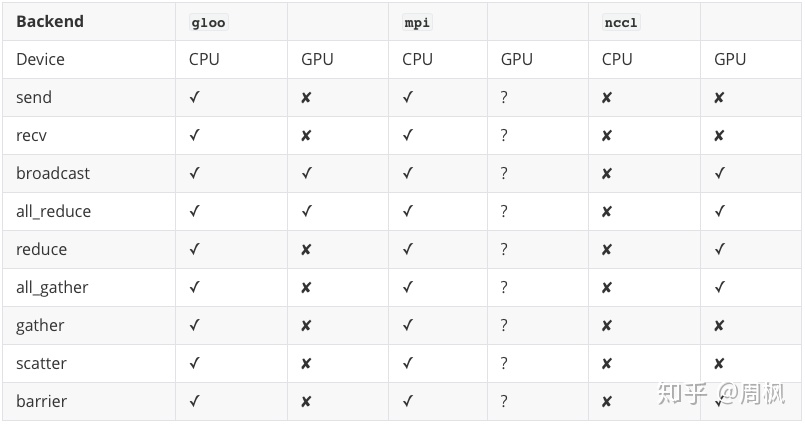 Backend gloo mpi nccl
Device CPU GPU CPU GPU CPU GPU
send ✓ ✘ ✓ ? ✘ ✘
recv ✓ ✘ ✓ ? ✘ ✘
broadcast ✓ ✓ ✓ ? ✘ ✓
all_reduce ✓ ✓ ✓ ? ✘ ✓
reduce ✓ ✘ ✓ ? ✘ ✓
all_gather ✓ ✘ ✓ ? ✘ ✓
gather ✓ ✘ ✓ ? ✘ ✘
scatter ✓ ✘ ✓ ? ✘ ✘
barrier ✓ ✘ ✓ ? ✘ ✓
知乎 @周枫